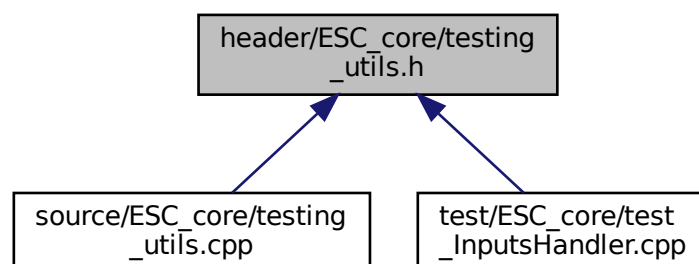 header/ESC_core/testing
_utils.h
source/ESC_core/testing
_utils.cpp
test/ESC_core/test
_InputsHandler.cpp